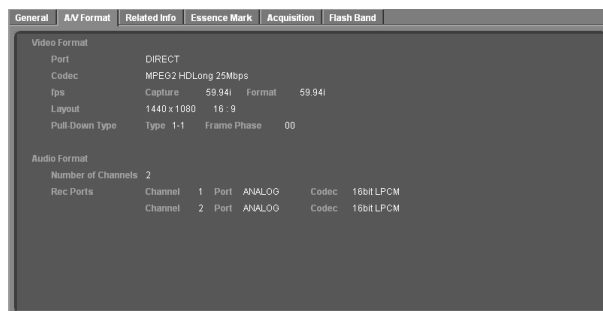 General A/V Format Related Info Essence Mark Acquisition Flash Band
Video Format
Port DIRECT
Codec MPEG2 HDLong 25Mbps
fps Capture 59.94i Format 59.94i
Layout 1440 x 1080 16 : 9
Pull-Down Type Type 1-1 Frame Phase 00
Audio Format
Number of Channels 2
Rec Ports Channel 1 Port ANALOG Codec 16bit LPCM
Channel 2 Port ANALOG Codec 16bit LPCM